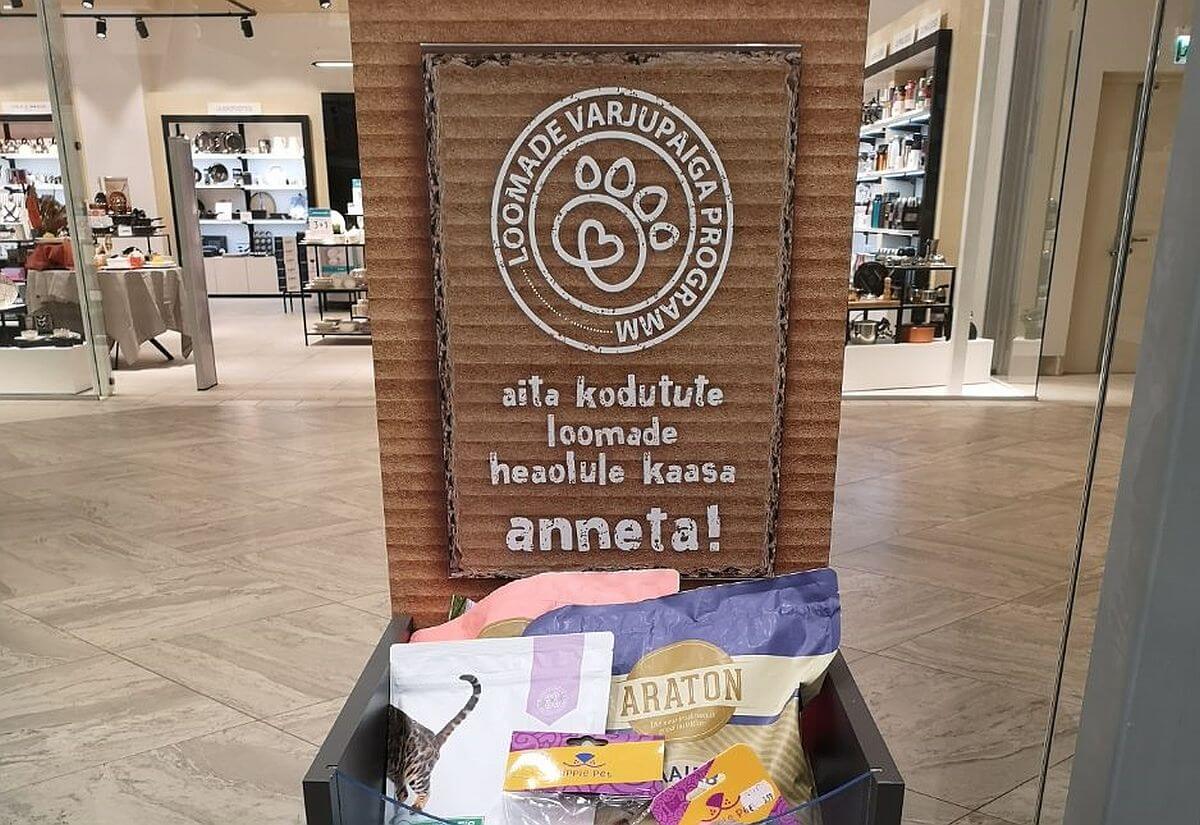 LOOMADE VARJUPAIGA PROGRAMM
aita kodutute
loomade
heaolule kaasa
anneta!
ARATON